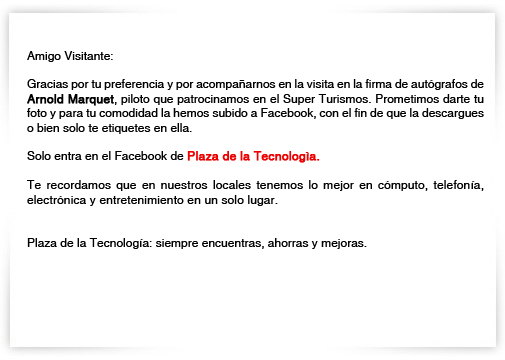 Amigo Visitante:
Gracias por tu preferencia y por acompañarnos en la visita en la firma de autógrafos de
Arnold Marquet, piloto que patrocinamos en el Super Turismos. Prometimos darte tu
foto y para tu comodidad la hemos subido a Facebook, con el fin de que la descargues
o bien solo te etiquetes en ella.
Solo entra en el Facebook de Plaza de la Tecnologìa.
Te recordamos que en nuestros locales tenemos lo mejor en cómputo, telefonía,
electrónica y entretenimiento en un solo lugar.
Plaza de la Tecnología: siempre encuentras, ahorras y mejoras.